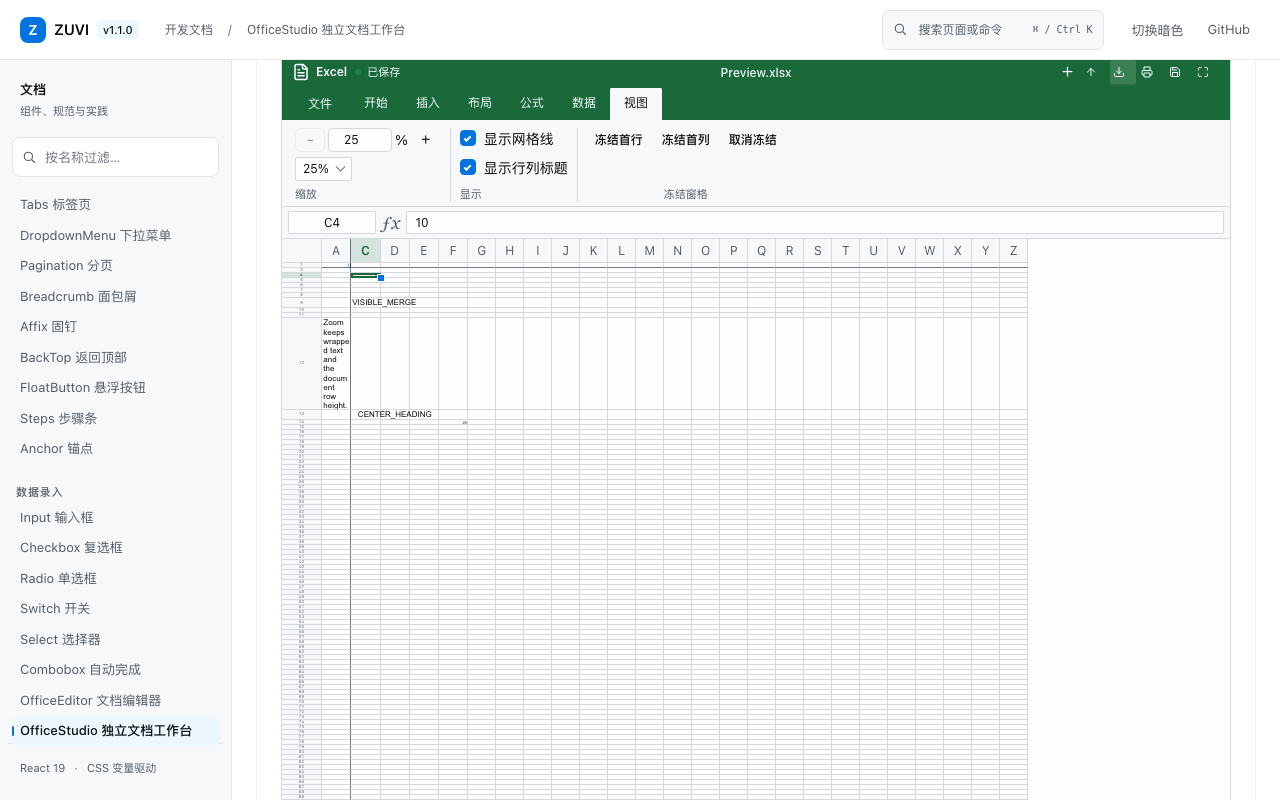 Z ZUVI v1.1.0 开发文档 / OfficeStudio 独立文档工作台 搜索页面或命令 ⌘ / Ctrl K 切换暗色 GitHub
文档
组件、规范与实践
按名称过滤...
Tabs 标签页
DropdownMenu 下拉菜单
Pagination 分页
Breadcrumb 面包屑
Affix 固钉
BackTop 返回顶部
FloatButton 悬浮按钮
Steps 步骤条
Anchor 锚点
数据录入
Input 输入框
Checkbox 复选框
Radio 单选框
Switch 开关
Select 选择器
Combobox 自动完成
OfficeEditor 文档编辑器
OfficeStudio 独立文档工作台
React 19 · CSS 变量驱动
Excel 已保存 Preview.xlsx
文件 开始 插入 布局 公式 数据 视图
− 25 % +
25%
缩放
显示网格线
显示行列标题
显示
冻结首行 冻结首列 取消冻结
冻结窗格
C4 fx 10
A C D E F G H I J K L M N O P Q R S T U V W X Y Z
VISIBLE_MERGE
Zoom
keeps
wrappe
d text
and
the
docum
ent
row
height.
CENTER_HEADING